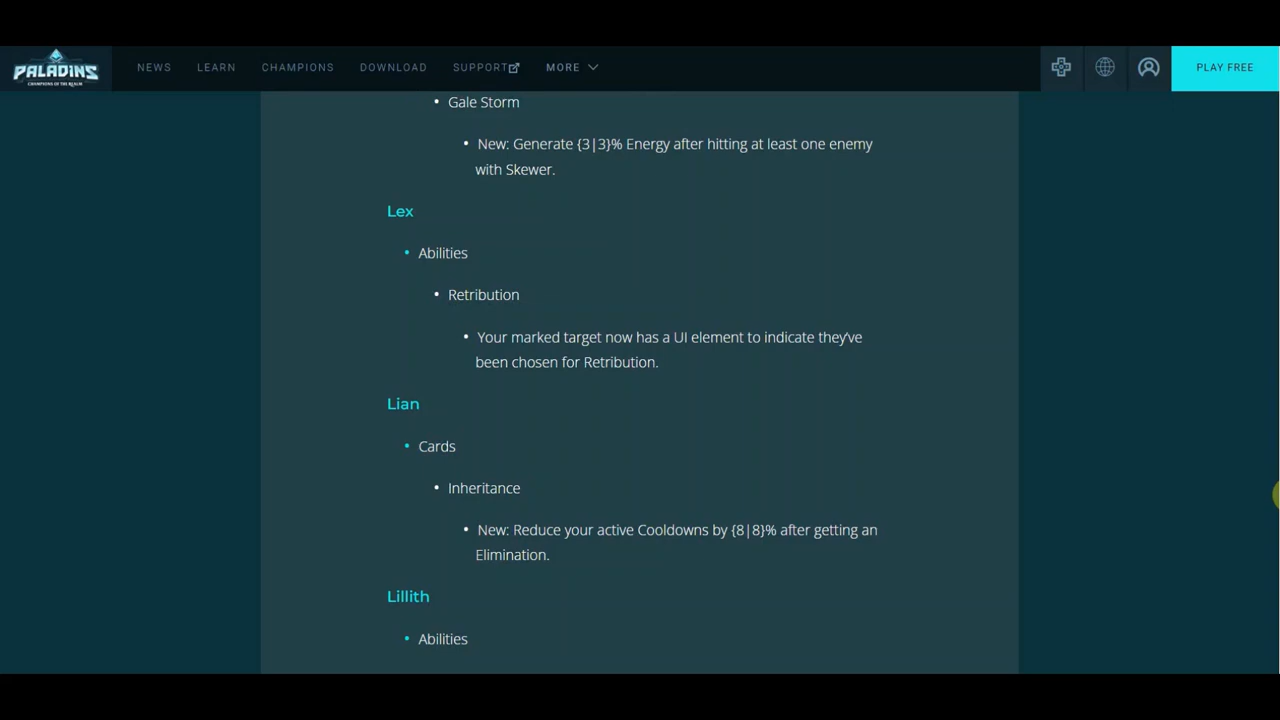 PALADINS
CHAMPIONS OF THE REALM
NEWS
LEARN
CHAMPIONS
DOWNLOAD
SUPPORT
MORE
PLAY FREE
• Gale Storm
• New: Generate {3|3}% Energy after hitting at least one enemy
with Skewer.
Lex
• Abilities
• Retribution
• Your marked target now has a UI element to indicate they've
been chosen for Retribution.
Lian
• Cards
• Inheritance
• New: Reduce your active Cooldowns by {8|8}% after getting an
Elimination.
Lillith
• Abilities